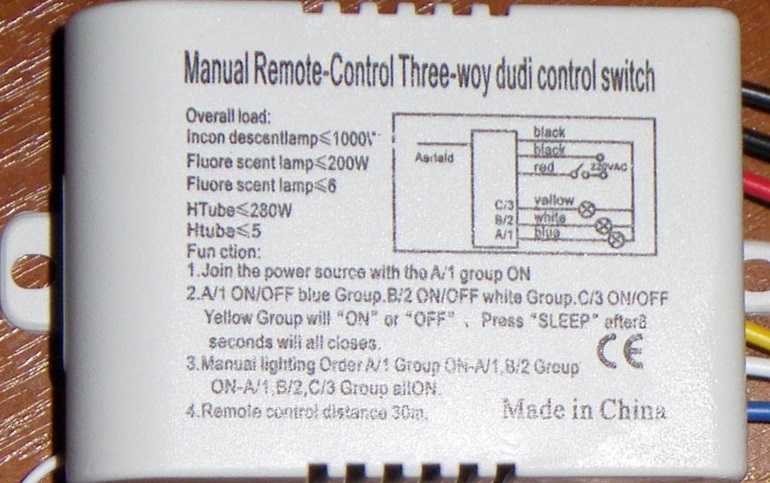 Manual Remote-Control Three-woy dudi control switch
Overall load:
Incon descentlamp≤1000\"
Fluore scent lamp≤200W
Fluore scent lamp≤6
HTube≤280W
Htube≤5
Aerlald
black
black
red
220VAC
C/3 yellow
B/2 white
A/1 blue
Fun ction:
1.Join the power source with the A/1 group ON
2.A/1 ON/OFF blue Group.B/2 ON/OFF white Group.C/3 ON/OFF
Yellow Group will "ON" or "OFF" 、 Press "SLEEP" after8
seconds will all closes.
CE
3.Manual lighting Order A/1 Group ON-A/1,B/2 Group
ON-A/1,B/2,C/3 Group allON.
4.Remote control distance 30m.
Made in China